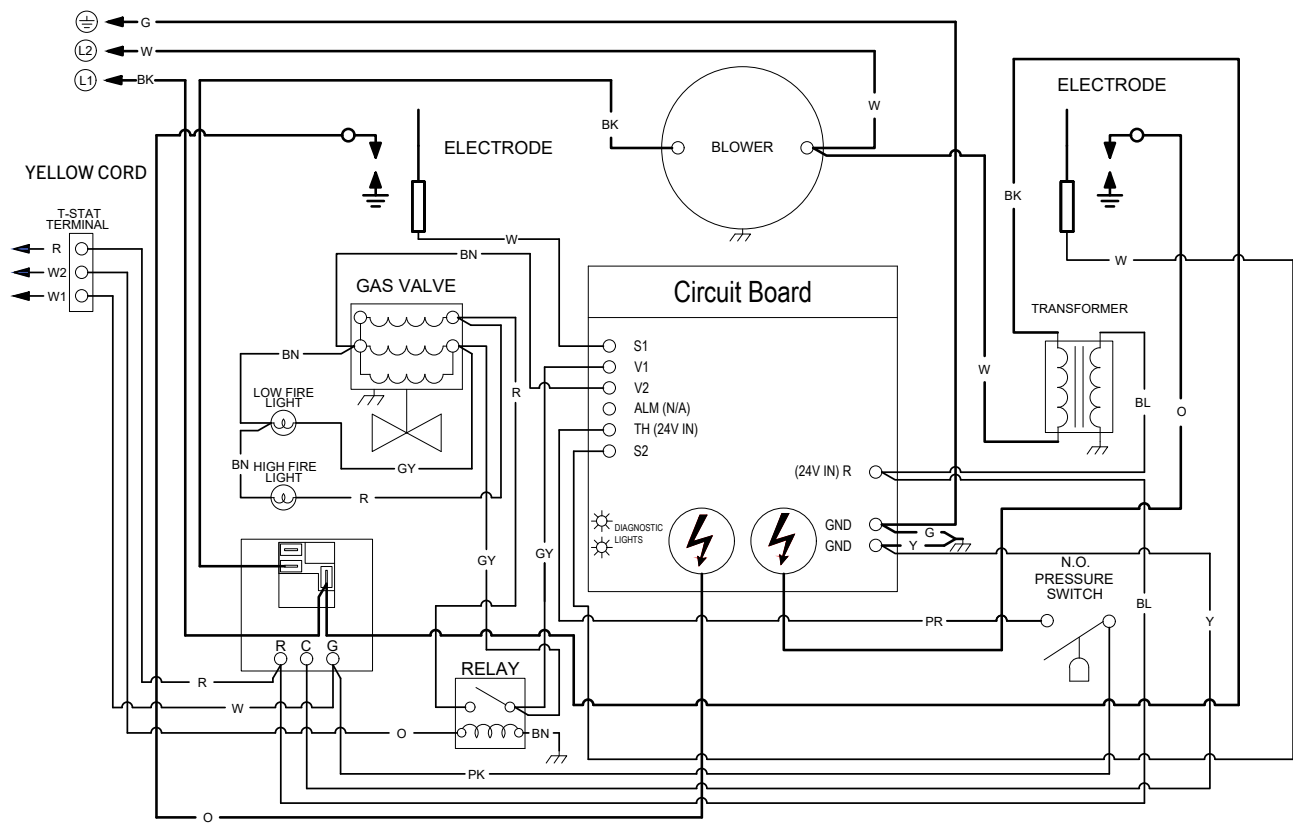 G
L2
W
L1
BK
ELECTRODE
BK
BLOWER
W
ELECTRODE
YELLOW CORD
T-STAT
TERMINAL
R
W2
W1
W
BN
BK
W
GAS VALVE
Circuit Board
TRANSFORMER
BN
LOW FIRE
LIGHT
R
S1
V1
V2
ALM (N/A)
TH (24V IN)
S2
W
BL
O
BN
HIGH FIRE
LIGHT
GY
R
(24V IN) R
DIAGNOSTIC
LIGHTS
GND
G
GND
Y
GY
GY
N.O.
PRESSURE
SWITCH
BL
Y
PR
R
C
G
RELAY
R
W
O
BN
PK
O